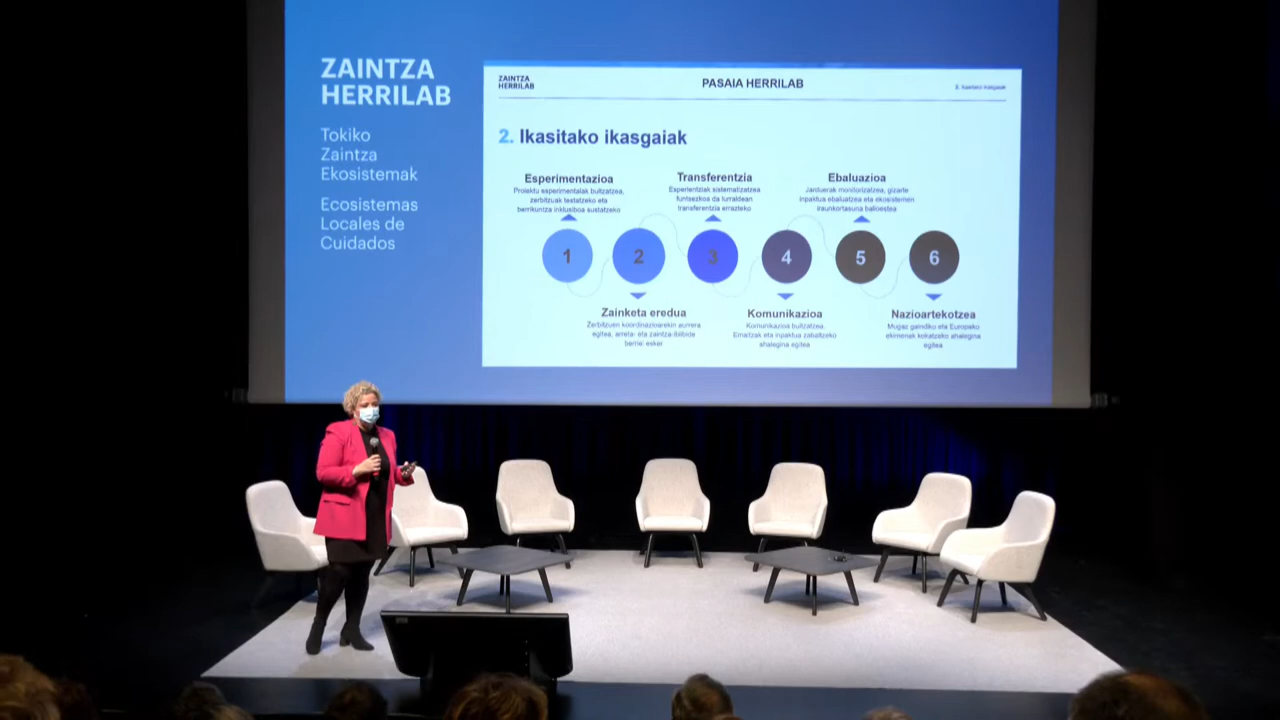 ZAINTZA
HERRILAB
Tokiko
Zaintza
Ekosistemak
Ecosistemas
Locales de
Cuidados
ZAINTZA
HERRILAB
PASAIA HERRILAB
2. Ikasitako ikasgaiak
2. Ikasitako ikasgaiak
Esperimentazioa
Proiektu esperimentalak bultzatzea,
zerbitzuak testatzeko eta
berrikuntza inklusiboa sustatzeko
Transferentzia
Esperientziak sistematizatzea
funtsezkoa da lurraldean
transferentzia errazteko
Ebaluazioa
Jarduerak monitorizatzea, gizarte
inpaktua ebaluatzea eta ekosistemen
iraunkortasuna balioestea
1
2
3
4
5
6
Zainketa eredua
Zerbitzuen koordinazioarekin aurrera
egitea, arreta- eta zaintza-ibilbide
berriei esker
Komunikazioa
Komunikazioa bultzatzea.
Emaitzak eta inpaktua zabaltzeko
ahalegina egitea
Nazioartekotzea
Mugaz gaindiko eta Europako
ekimenak kokatzeko ahalegina
egitea